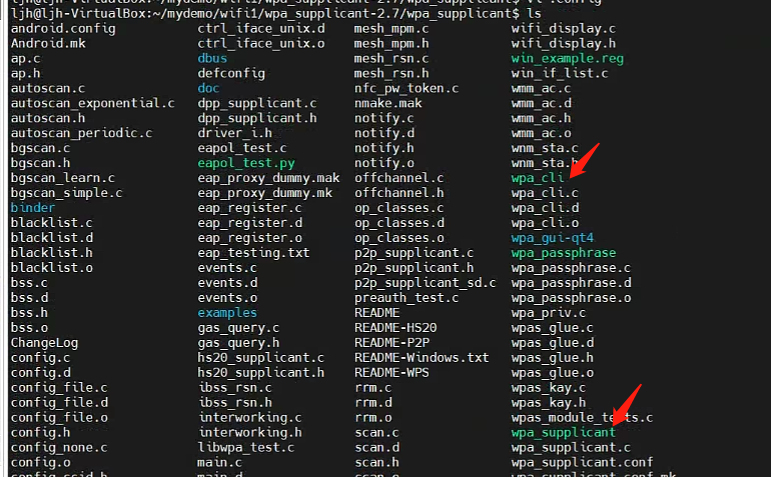 ljh@ljh-VirtualBox:~/mydemo/wifi1/wpa_supplicant-2.7/wpa_supplicant$ vi .config
ljh@ljh-VirtualBox:~/mydemo/wifi1/wpa_supplicant-2.7/wpa_supplicant$ ls
android.config ctrl_iface_unix.d mesh_mpm.c wifi_display.c
Android.mk ctrl_iface_unix.o mesh_mpm.h wifi_display.h
ap.c dbus mesh_rsn.c win_example.reg
ap.h defconfig mesh_rsn.h win_if_list.c
autoscan.c doc nfc_pw_token.c wmm_ac.c
autoscan_exponential.c dpp_supplicant.c nmake.mak wmm_ac.d
autoscan.h dpp_supplicant.h notify.c wmm_ac.h
autoscan_periodic.c driver_i.h notify.d wmm_ac.o
bgscan.c eapol_test.c notify.h wnm_sta.c
bgscan.h eapol_test.py notify.o wnm_sta.h
bgscan_learn.c eap_proxy_dummy.mak offchannel.c wpa_cli
bgscan_simple.c eap_proxy_dummy.mk offchannel.h wpa_cli.c
binder eap_register.c op_classes.c wpa_cli.d
blacklist.c eap_register.d op_classes.d wpa_cli.o
blacklist.d eap_register.o op_classes.o wpa_gui-qt4
blacklist.h eap_testing.txt p2p_supplicant.c wpa_passphrase
blacklist.o events.c p2p_supplicant.h wpa_passphrase.c
bss.c events.d p2p_supplicant_sd.c wpa_passphrase.d
bss.d events.o preauth_test.c wpa_passphrase.o
bss.h examples README wpa_priv.c
bss.o gas_query.c README-HS20 wpas_glue.c
ChangeLog gas_query.h README-P2P wpas_glue.d
config.c hs20_supplicant.c README-Windows.txt wpas_glue.h
config.d hs20_supplicant.h README-WPS wpas_glue.o
config_file.c ibss_rsn.c rrm.c wpas_kay.c
config_file.d ibss_rsn.h rrm.d wpas_kay.h
config_file.o interworking.c rrm.o wpas_module_tests.c
config.h interworking.h scan.c wpa_supplicant
config_none.c libwpa_test.c scan.d wpa_supplicant.c
config.o main.c scan.h wpa_supplicant.conf
config_ssid.h main.d scan.o wpa_supplicant_conf.mk